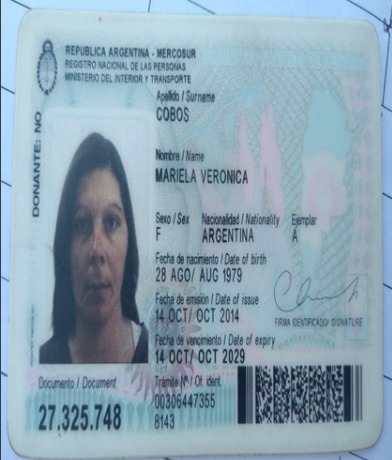 REPUBLICA ARGENTINA - MERCOSUR
REGISTRO NACIONAL DE LAS PERSONAS
MINISTERIO DEL INTERIOR Y TRANSPORTE
Apellido / Surname
COBOS
Nombre / Name
MARIELA VERONICA
Sexo / Sex Nacionalidad / Nationality Ejemplar
F ARGENTINA A
Fecha de nacimiento / Date of birth
28 AGO/ AUG 1979
Fecha de emisión / Date of issue
14 OCT/ OCT 2014
FIRMA IDENTIFICADO/ SIGNATURE
Fecha de vencimiento / Date of expiry
14 OCT/ OCT 2029
Documento / Document
27.325.748
Trámite Nº / Of. ident.
00306447355
8143
DONANTE: NO